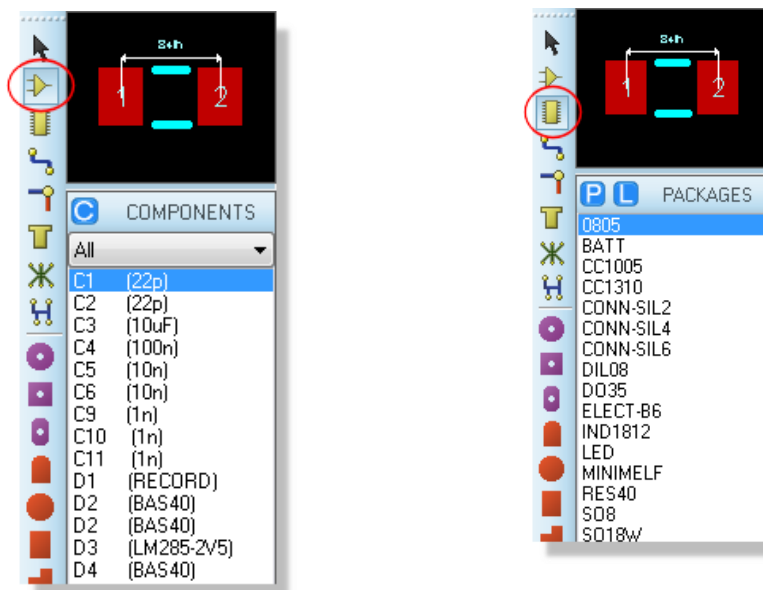 84th
1 2
C COMPONENTS
All
C1 (22p)
C2 (22p)
C3 (10uF)
C4 (100n)
C5 (10n)
C6 (10n)
C9 (1n)
C10 (1n)
C11 (1n)
D1 (RECORD)
D2 (BAS40)
D2 (BAS40)
D3 (LM285-2V5)
D4 (BAS40)
84th
1 2
P L PACKAGES
0805
BATT
CC1005
CC1310
CONN-SIL2
CONN-SIL4
CONN-SIL6
DIL08
DO35
ELECT-B6
IND1812
LED
MINIMELF
RES40
SO8
SO18W